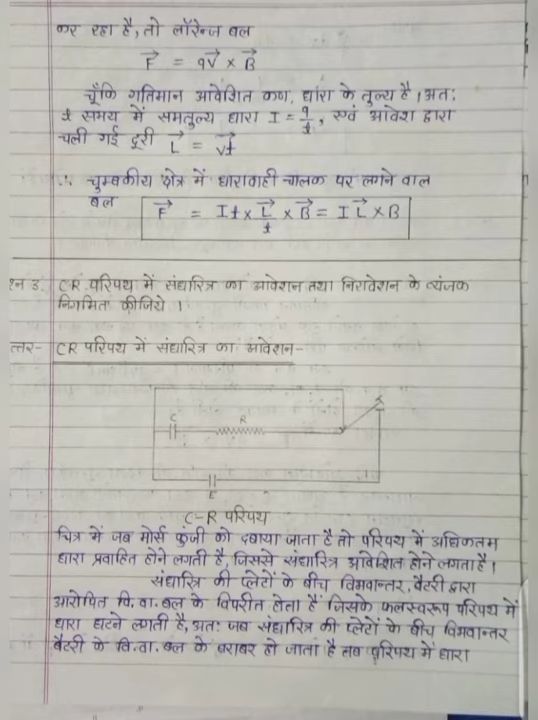 कर रहा है, तो लॉरेन्ज बल
F⃗ = qV⃗ × B⃗
चूँकि गतिमान आवेशित कण, धारा के तुल्य है। अतः
t समय में समतुल्य धारा I = q/t, एवं आवेश द्वारा
चली गई दूरी L⃗ = V⃗t
∴ चुम्बकीय क्षेत्र में धारावाही चालक पर लगने वाल
बल F⃗ = It × L⃗/t × B⃗ = I L⃗ × B
न 3. CR परिपथ में संधारित्र का आवेशन तथा निरावेशन के व्यंजक
निगमित कीजिये।
त्तर- CR परिपथ में संधारित्र का आवेशन-
C R
E
C-R परिपथ
चित्र में जब मोर्स कुंजी को दबाया जाता है तो परिपथ में अधिकतम
धारा प्रवाहित होने लगती है, जिससे संधारित्र आवेशित होने लगता है।
संधारित्र की प्लेटों के बीच विभवान्तर, बैटरी द्वारा
आरोपित वि. वा. बल के विपरीत होता है जिसके फलस्वरूप परिपथ में
धारा घटने लगती है, अतः जब संधारित्र की प्लेटों के बीच विभवान्तर
बैटरी के वि. वा. बल के बराबर हो जाता है तब परिपथ में धारा